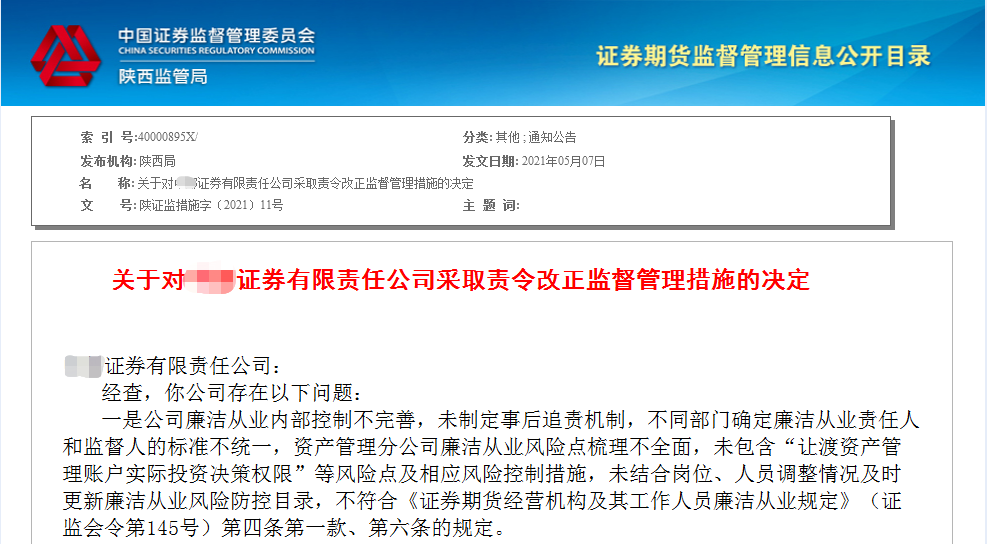 中国证券监督管理委员会
CHINA SECURITIES REGULATORY COMMISSION
陕西监管局
证券期货监督管理信息公开目录
索 引 号:40000895X/ 分类: 其他 ; 通知公告
发布机构: 陕西局 发文日期: 2021年05月07日
名 称: 关于对证券有限责任公司采取责令改正监督管理措施的决定
文 号: 陕证监措施字（2021）11号 主 题 词:
关于对证券有限责任公司采取责令改正监督管理措施的决定
证券有限责任公司：
经查，你公司存在以下问题：
一是公司廉洁从业内部控制不完善，未制定事后追责机制，不同部门确定廉洁从业责任人
和监督人的标准不统一，资产管理分公司廉洁从业风险点梳理不全面，未包含“让渡资产管
理账户实际投资决策权限”等风险点及相应风险控制措施，未结合岗位、人员调整情况及时
更新廉洁从业风险防控目录，不符合《证券期货经营机构及其工作人员廉洁从业规定》（证
监会令第145号）第四条第一款、第六条的规定。